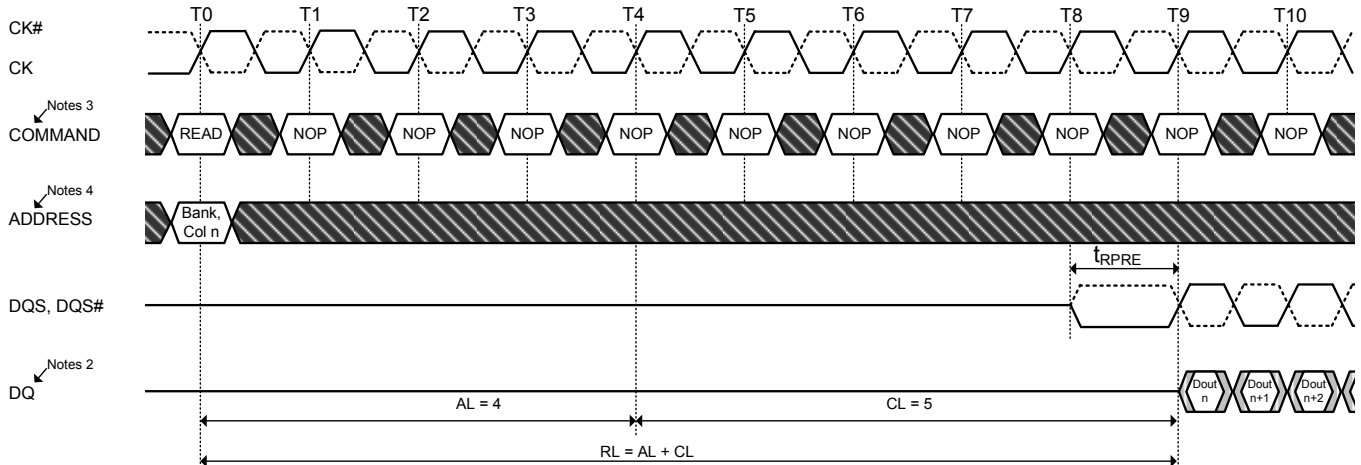 T0 T1 T2 T3 T4 T5 T6 T7 T8 T9 T10
CK#
CK
Notes 3
COMMAND
READ NOP NOP NOP NOP NOP NOP NOP NOP NOP NOP
Notes 4
ADDRESS
Bank,
Col n
tRPRE
DQS, DQS#
Notes 2
DQ
Dout Dout Dout
n n+1 n+2
AL = 4 CL = 5
RL = AL + CL